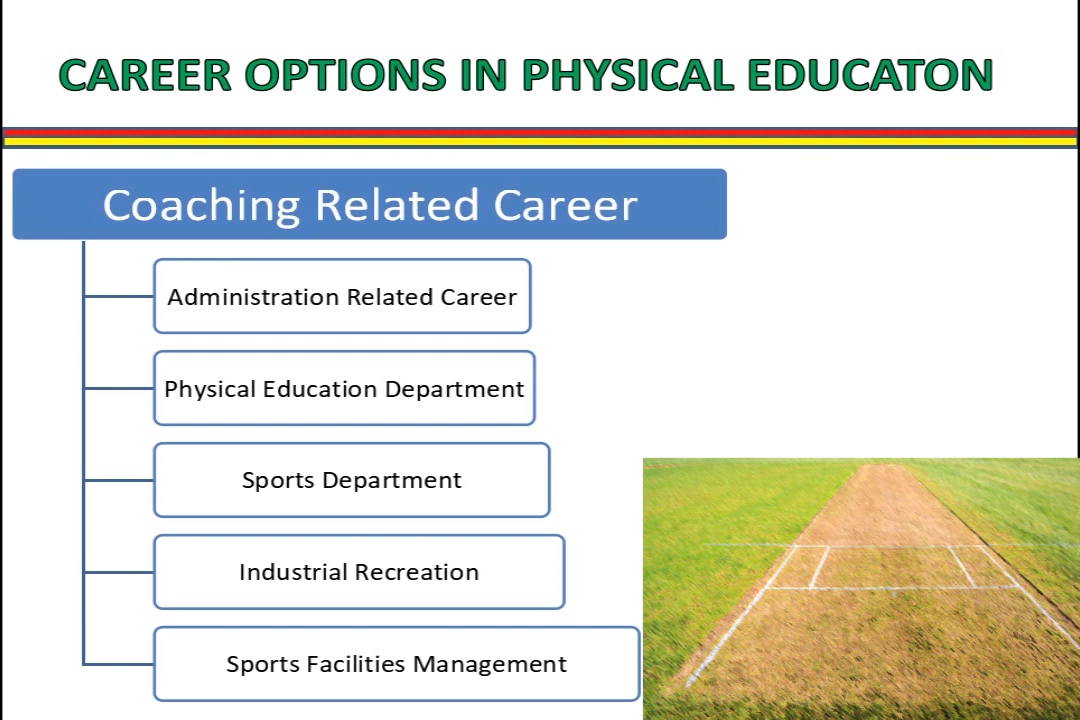 CAREER OPTIONS IN PHYSICAL EDUCATON
Coaching Related Career
Administration Related Career
Physical Education Department
Sports Department
Industrial Recreation
Sports Facilities Management